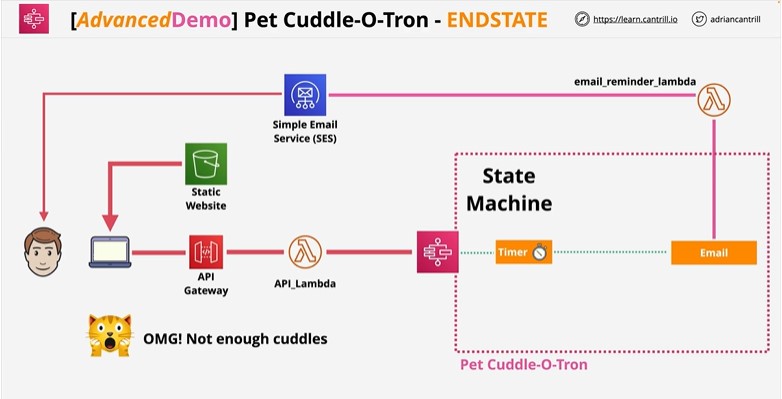 [AdvancedDemo] Pet Cuddle-O-Tron - ENDSTATE
https://learn.cantrill.io
adriancantrill
email_reminder_lambda
Simple Email
Service (SES)
Static
Website
State
Machine
Timer
Email
API
Gateway
API_Lambda
OMG! Not enough cuddles
Pet Cuddle-O-Tron